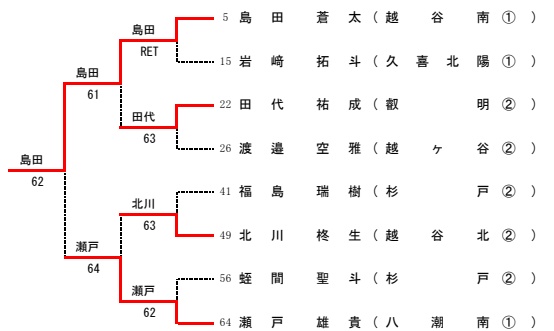 5 島田 蒼太 ( 越谷南 ① )
島田
RET
15 岩﨑 拓斗 ( 久喜北陽 ① )
島田
61
22 田代 祐成 ( 叡明 ② )
田代
63
26 渡邉 空雅 ( 越ヶ谷 ② )
島田
62
41 福島 瑞樹 ( 杉戸 ② )
北川
63
49 北川 柊生 ( 越谷北 ② )
瀬戸
64
56 蛭間 聖斗 ( 杉戸 ② )
瀬戸
62
64 瀬戸 雄貴 ( 八潮南 ① )